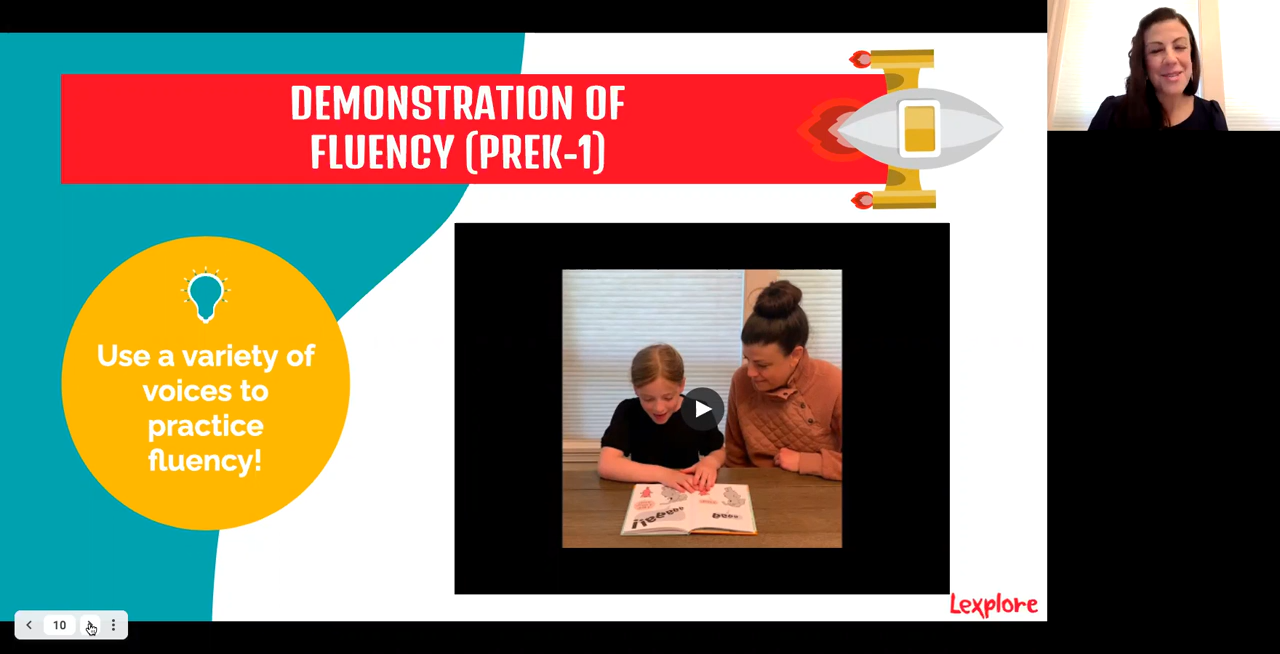 DEMONSTRATION OF
FLUENCY (PREK-1)
Use a variety of
voices to
practice
fluency!
Lexplore
10